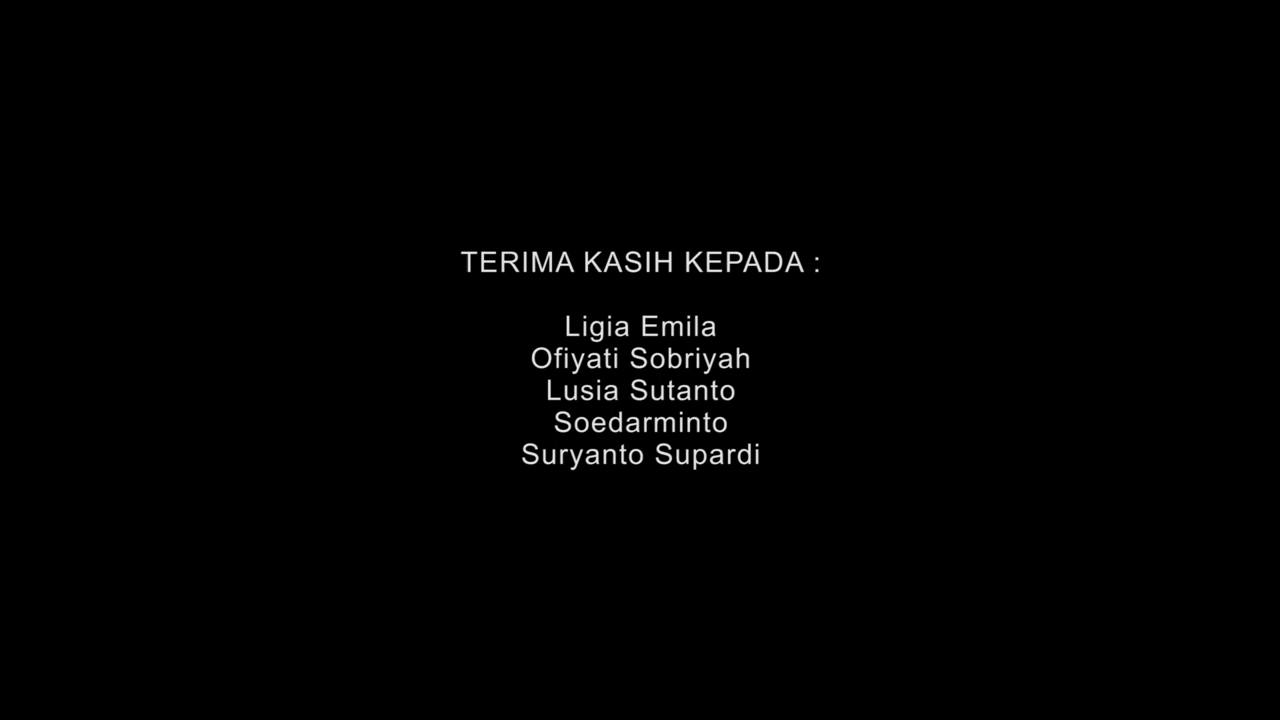 TERIMA KASIH KEPADA :
Ligia Emila
Ofiyati Sobriyah
Lusia Sutanto
Soedarminto
Suryanto Supardi